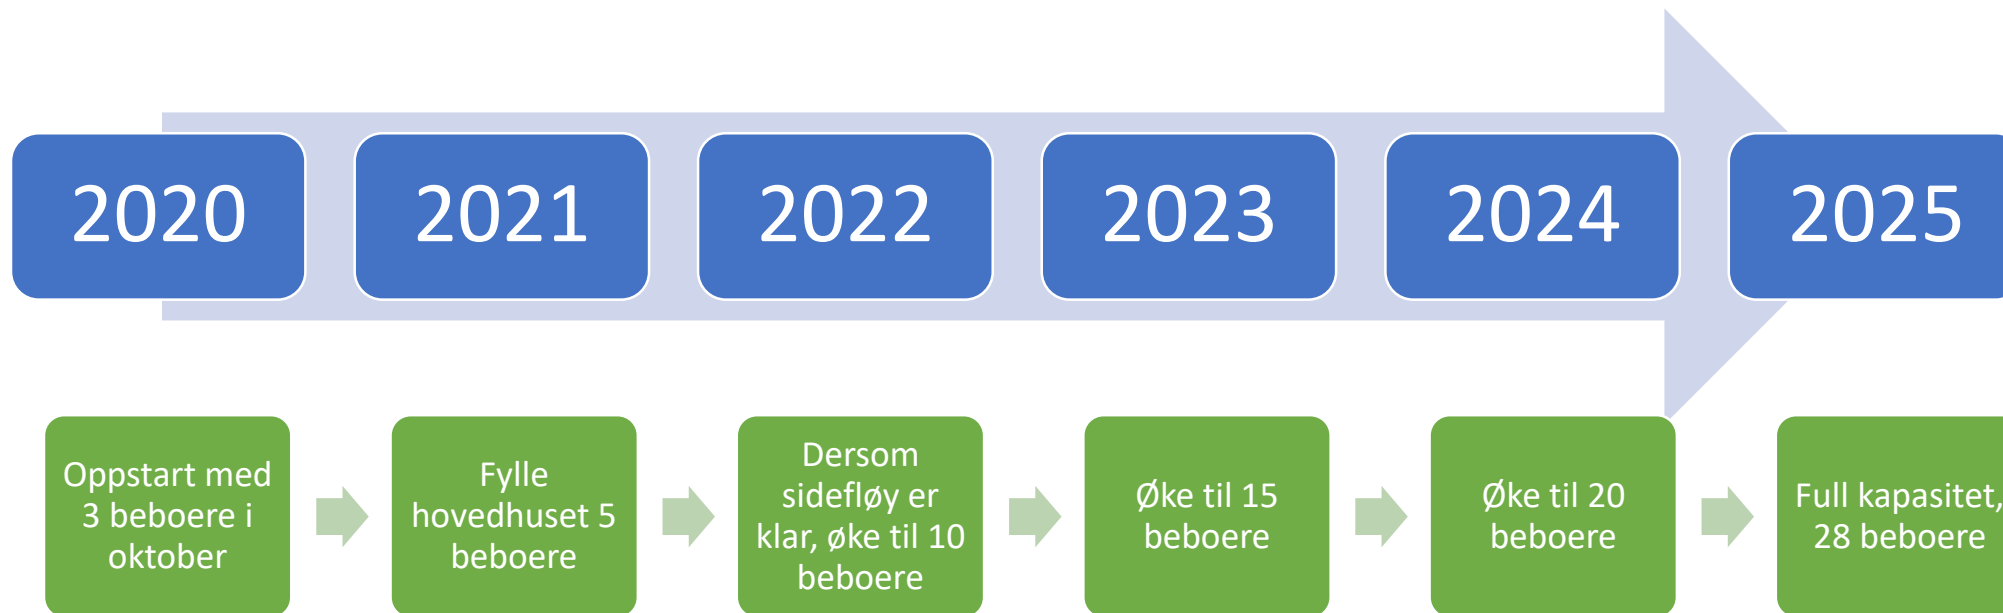 2020
2021
2022
2023
2024
2025
Oppstart med
3 beboere i
oktober
Fylle
hovedhuset 5
beboere
Dersom
sidefløy er
klar, øke til 10
beboere
Øke til 15
beboere
Øke til 20
beboere
Full kapasitet,
28 beboere